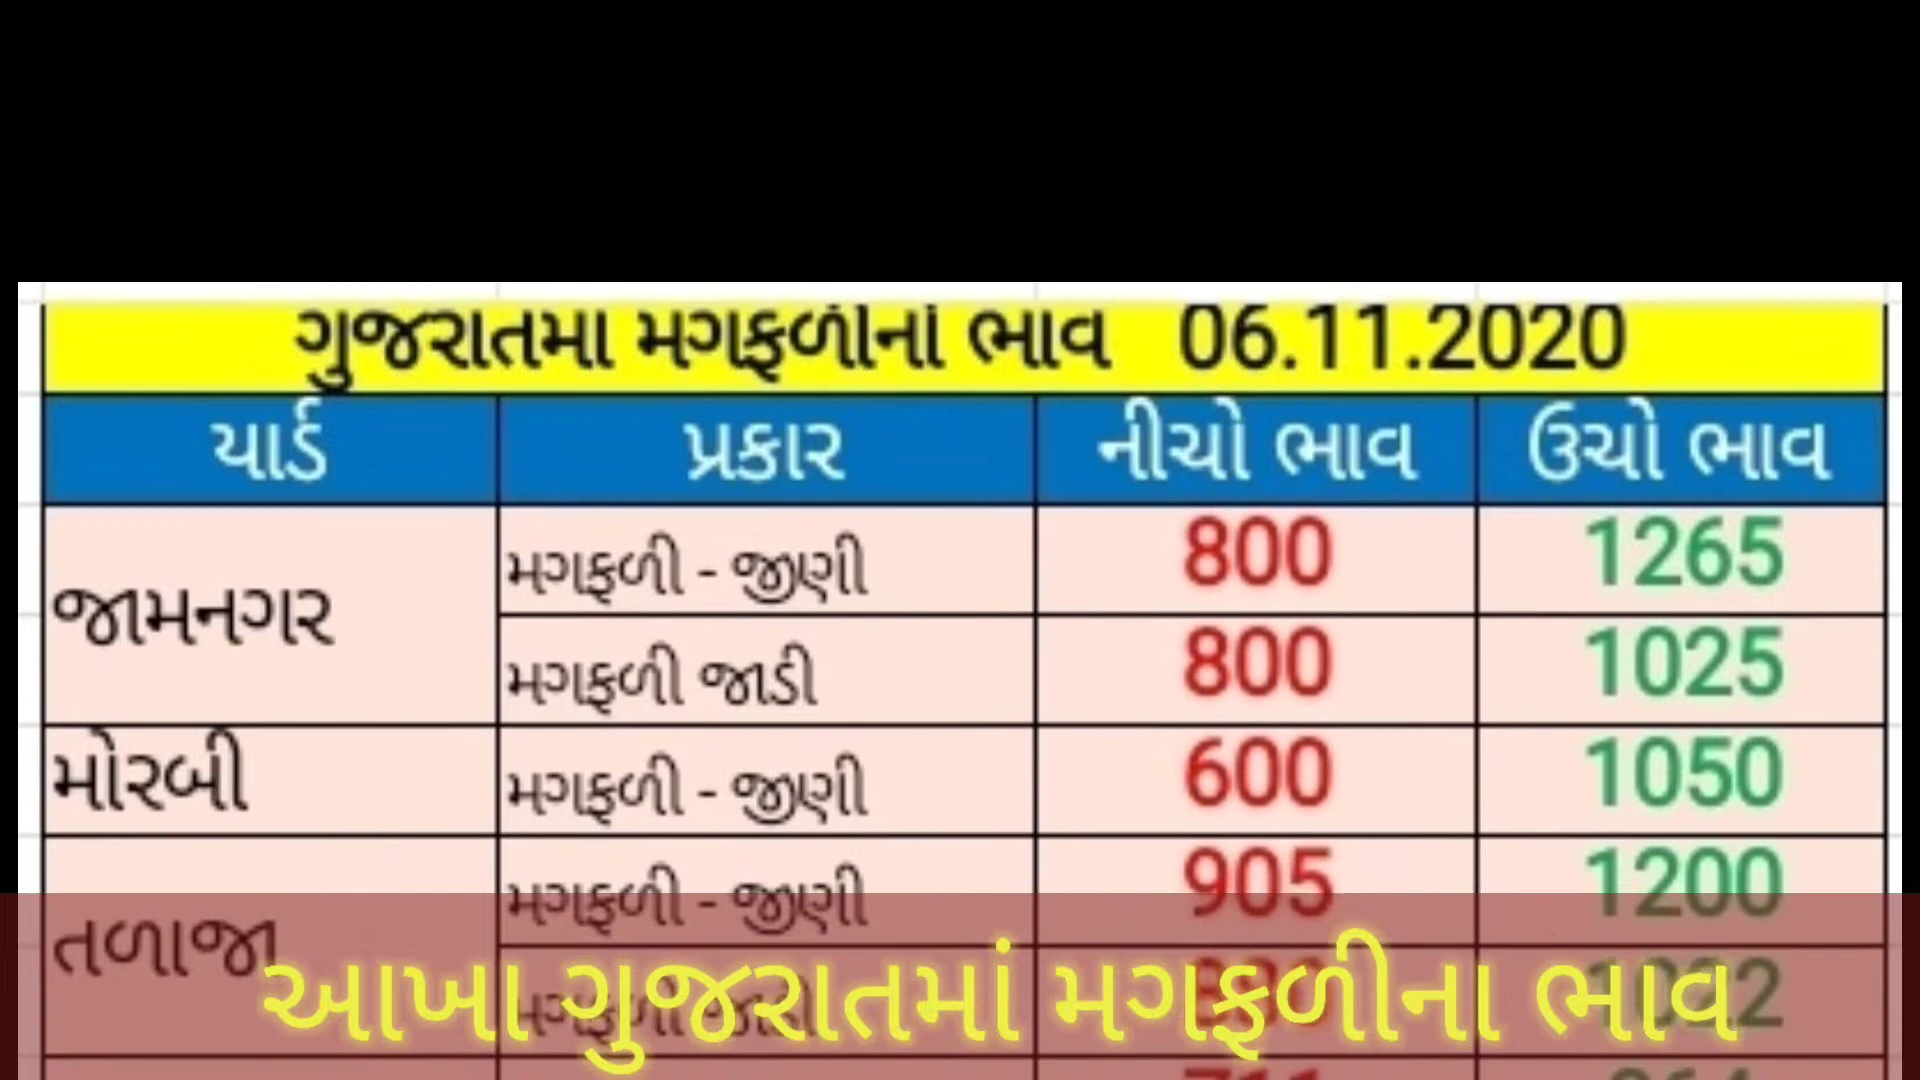 ગુજરાતમા મગફળીનાં ભાવ 06.11.2020
યાર્ડ પ્રકાર નીચો ભાવ ઉચો ભાવ
જામનગર મગફળી - જીણી 800 1265
મગફળી જાડી 800 1025
મોરબી મગફળી - જીણી 600 1050
તળાજા મગફળી - જીણી 905 1200
આખા ગુજરાતમાં મગફળીના ભાવ